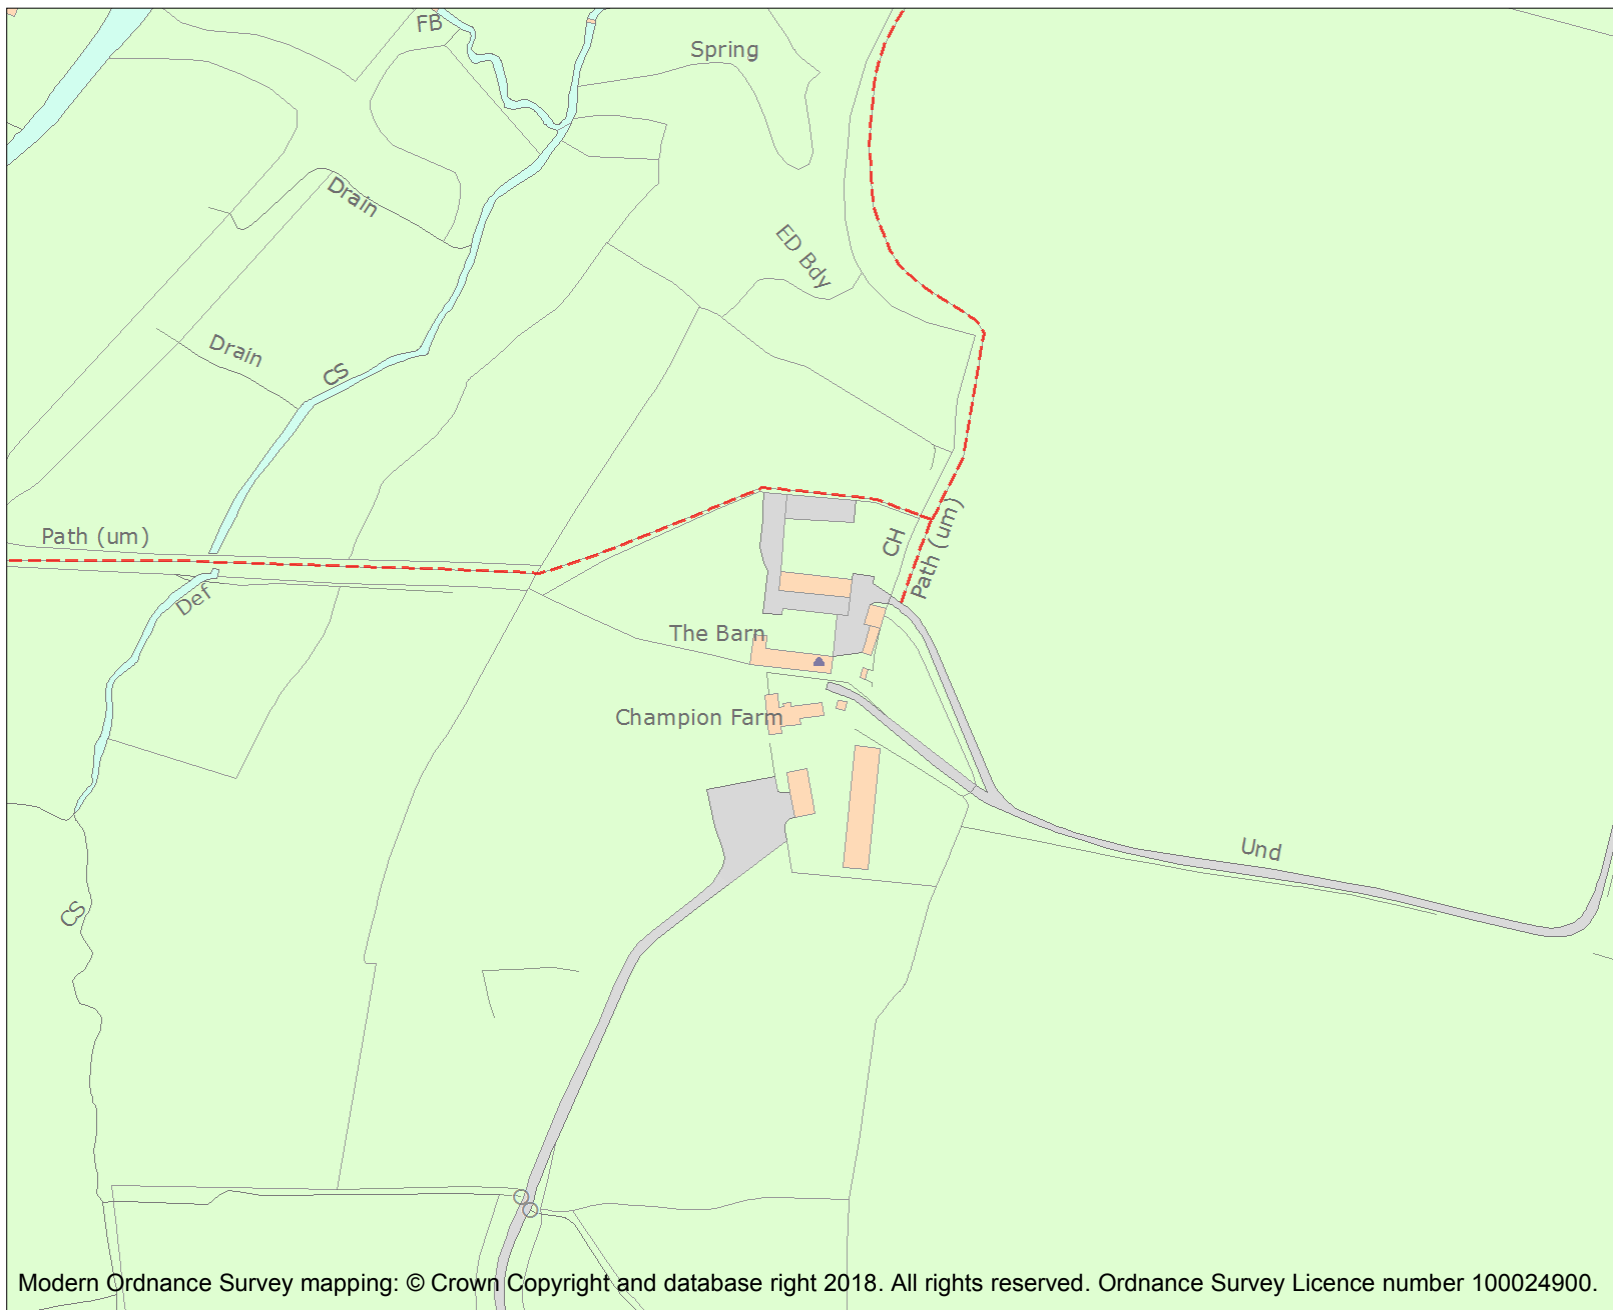 FB
Spring
Drain
ED Bdy
Drain
CS
Path (um)
CH
Path (um)
Def
The Barn
Champion Farm
Und
CS
Modern Ordnance Survey mapping: © Crown Copyright and database right 2018. All rights reserved. Ordnance Survey Licence number 100024900.